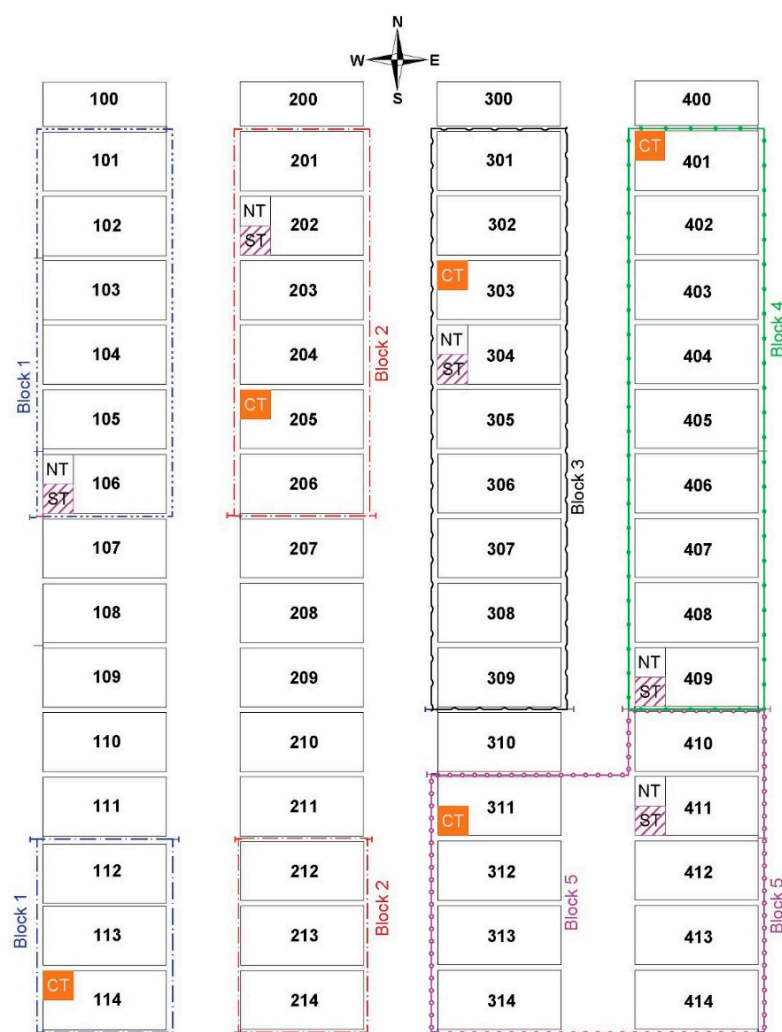 N
W E
S
100 200 300 400
101 201 301 CT 401
102 NT ST 202 302 402
103 203 CT 303 403
104 204 NT ST 304 404
Block 1 Block 2 Block 4
105 CT 205 305 405
NT ST 106 206 306 406
Block 3
107 207 307 407
108 208 308 408
109 209 309 NT ST 409
110 210 310 410
111 211 CT 311 NT ST 411
112 212 312 412
Block 1 Block 2 Block 5 Block 5
113 213 313 413
CT 114 214 314 414